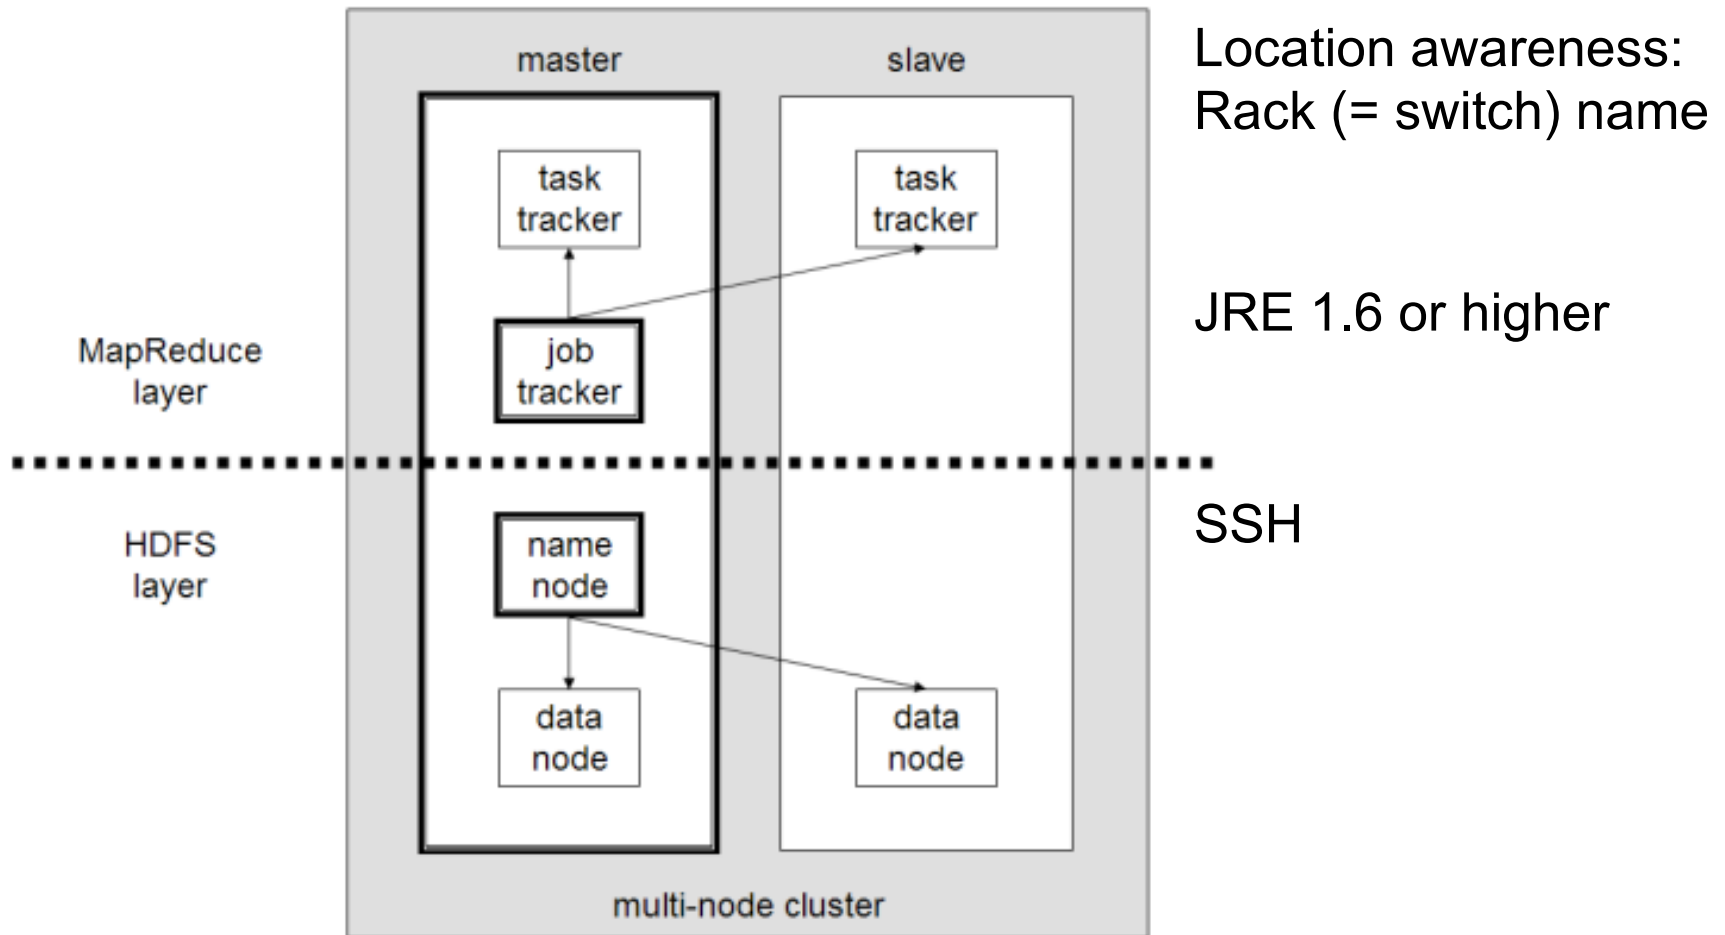 master
slave
Location awareness:
Rack (= switch) name
task
tracker
task
tracker
JRE 1.6 or higher
MapReduce
layer
job
tracker
SSH
HDFS
layer
name
node
data
node
data
node
multi-node cluster